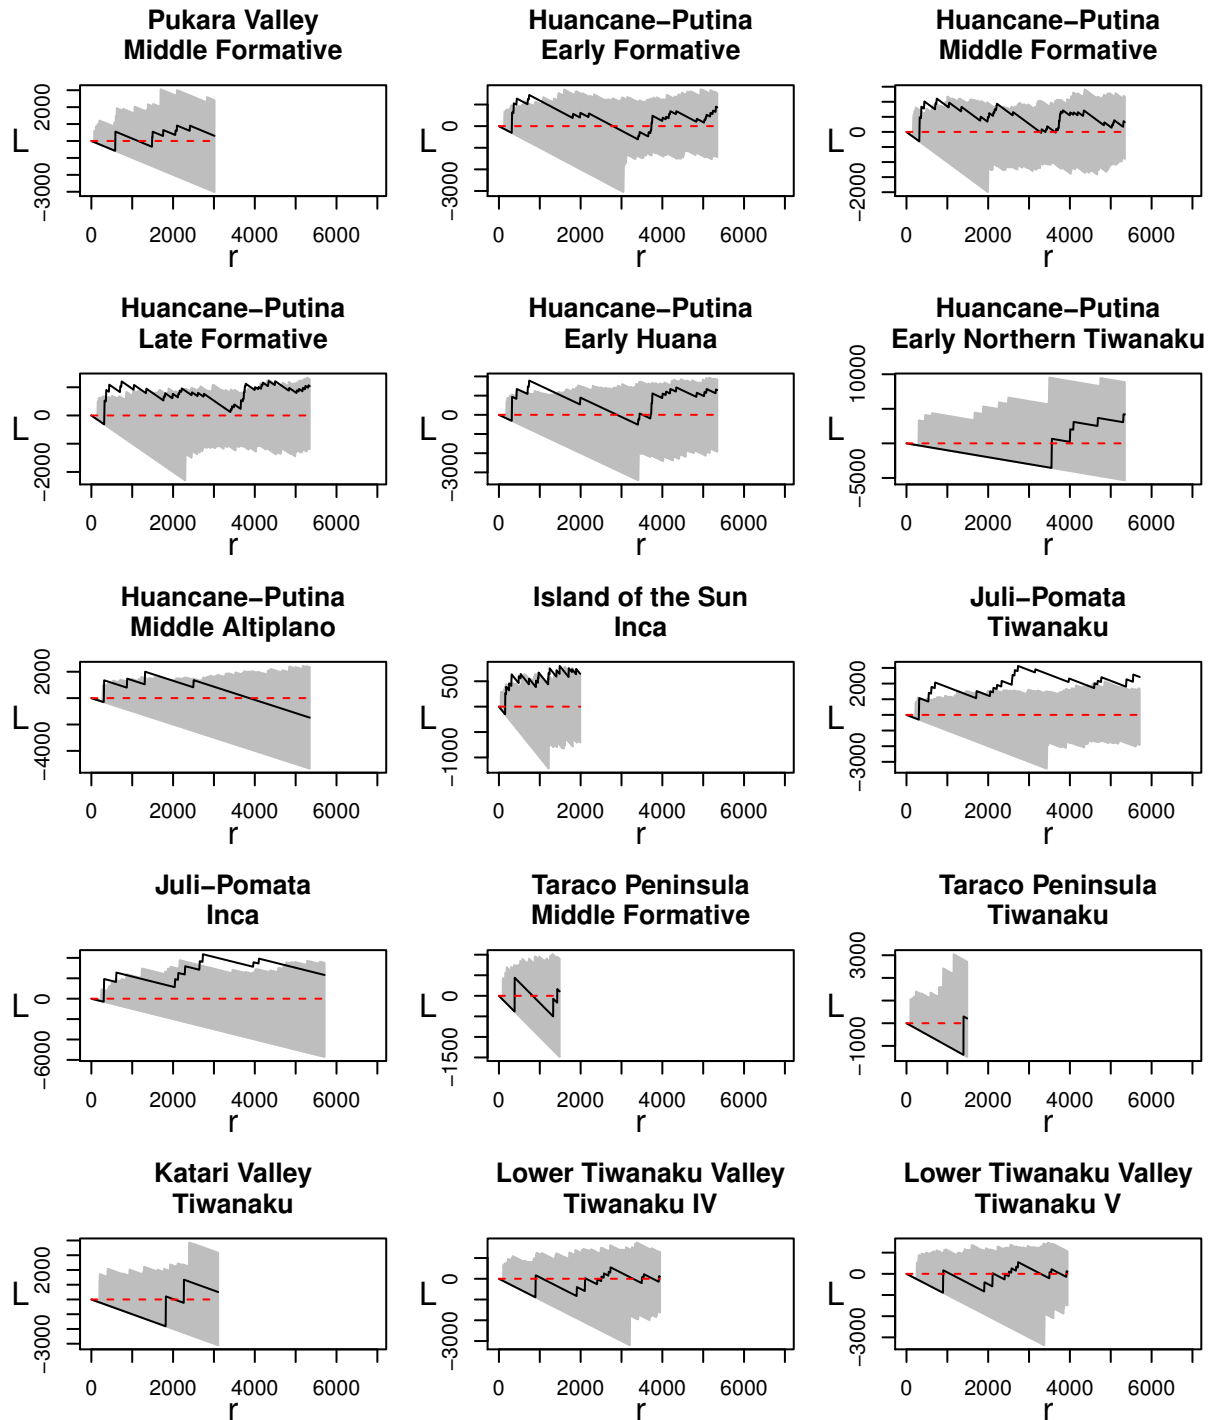 Pukara Valley
Middle Formative
L
2000
−3000
0 2000 4000 6000
r
Huancane−Putina
Early Formative
L
0
−3000
0 2000 4000 6000
r
Huancane−Putina
Middle Formative
L
0
−2000
0 2000 4000 6000
r
Huancane−Putina
Late Formative
L
0
−2000
0 2000 4000 6000
r
Huancane−Putina
Early Huana
L
0
−3000
0 2000 4000 6000
r
Huancane−Putina
Early Northern Tiwanaku
L
10000
−5000
0 2000 4000 6000
r
Huancane−Putina
Middle Altiplano
L
2000
−4000
0 2000 4000 6000
r
Island of the Sun
Inca
L
500
−1000
0 2000 4000 6000
r
Juli−Pomata
Tiwanaku
L
2000
−3000
0 2000 4000 6000
r
Juli−Pomata
Inca
L
0
−6000
0 2000 4000 6000
r
Taraco Peninsula
Middle Formative
L
0
−1500
0 2000 4000 6000
r
Taraco Peninsula
Tiwanaku
L
3000
−1000
0 2000 4000 6000
r
Katari Valley
Tiwanaku
L
2000
−3000
0 2000 4000 6000
r
Lower Tiwanaku Valley
Tiwanaku IV
L
0
−3000
0 2000 4000 6000
r
Lower Tiwanaku Valley
Tiwanaku V
L
0
−3000
0 2000 4000 6000
r